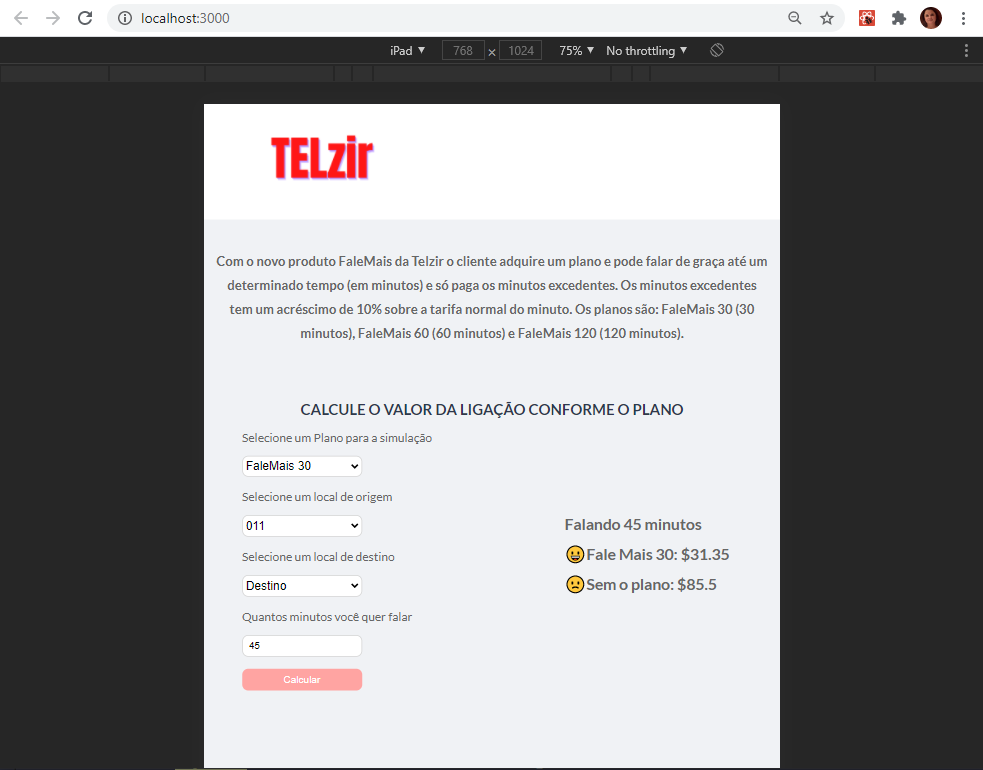 localhost:3000
iPad 768 × 1024 75% No throttling
TELzir
Com o novo produto FaleMais da Telzir o cliente adquire um plano e pode falar de graça até um
determinado tempo (em minutos) e só paga os minutos excedentes. Os minutos excedentes
tem um acréscimo de 10% sobre a tarifa normal do minuto. Os planos são: FaleMais 30 (30
minutos), FaleMais 60 (60 minutos) e FaleMais 120 (120 minutos).
CALCULE O VALOR DA LIGAÇÃO CONFORME O PLANO
Selecione um Plano para a simulação
FaleMais 30
Selecione um local de origem
011
Selecione um local de destino
Destino
Quantos minutos você quer falar
45
Calcular
Falando 45 minutos
Fale Mais 30: $31.35
Sem o plano: $85.5